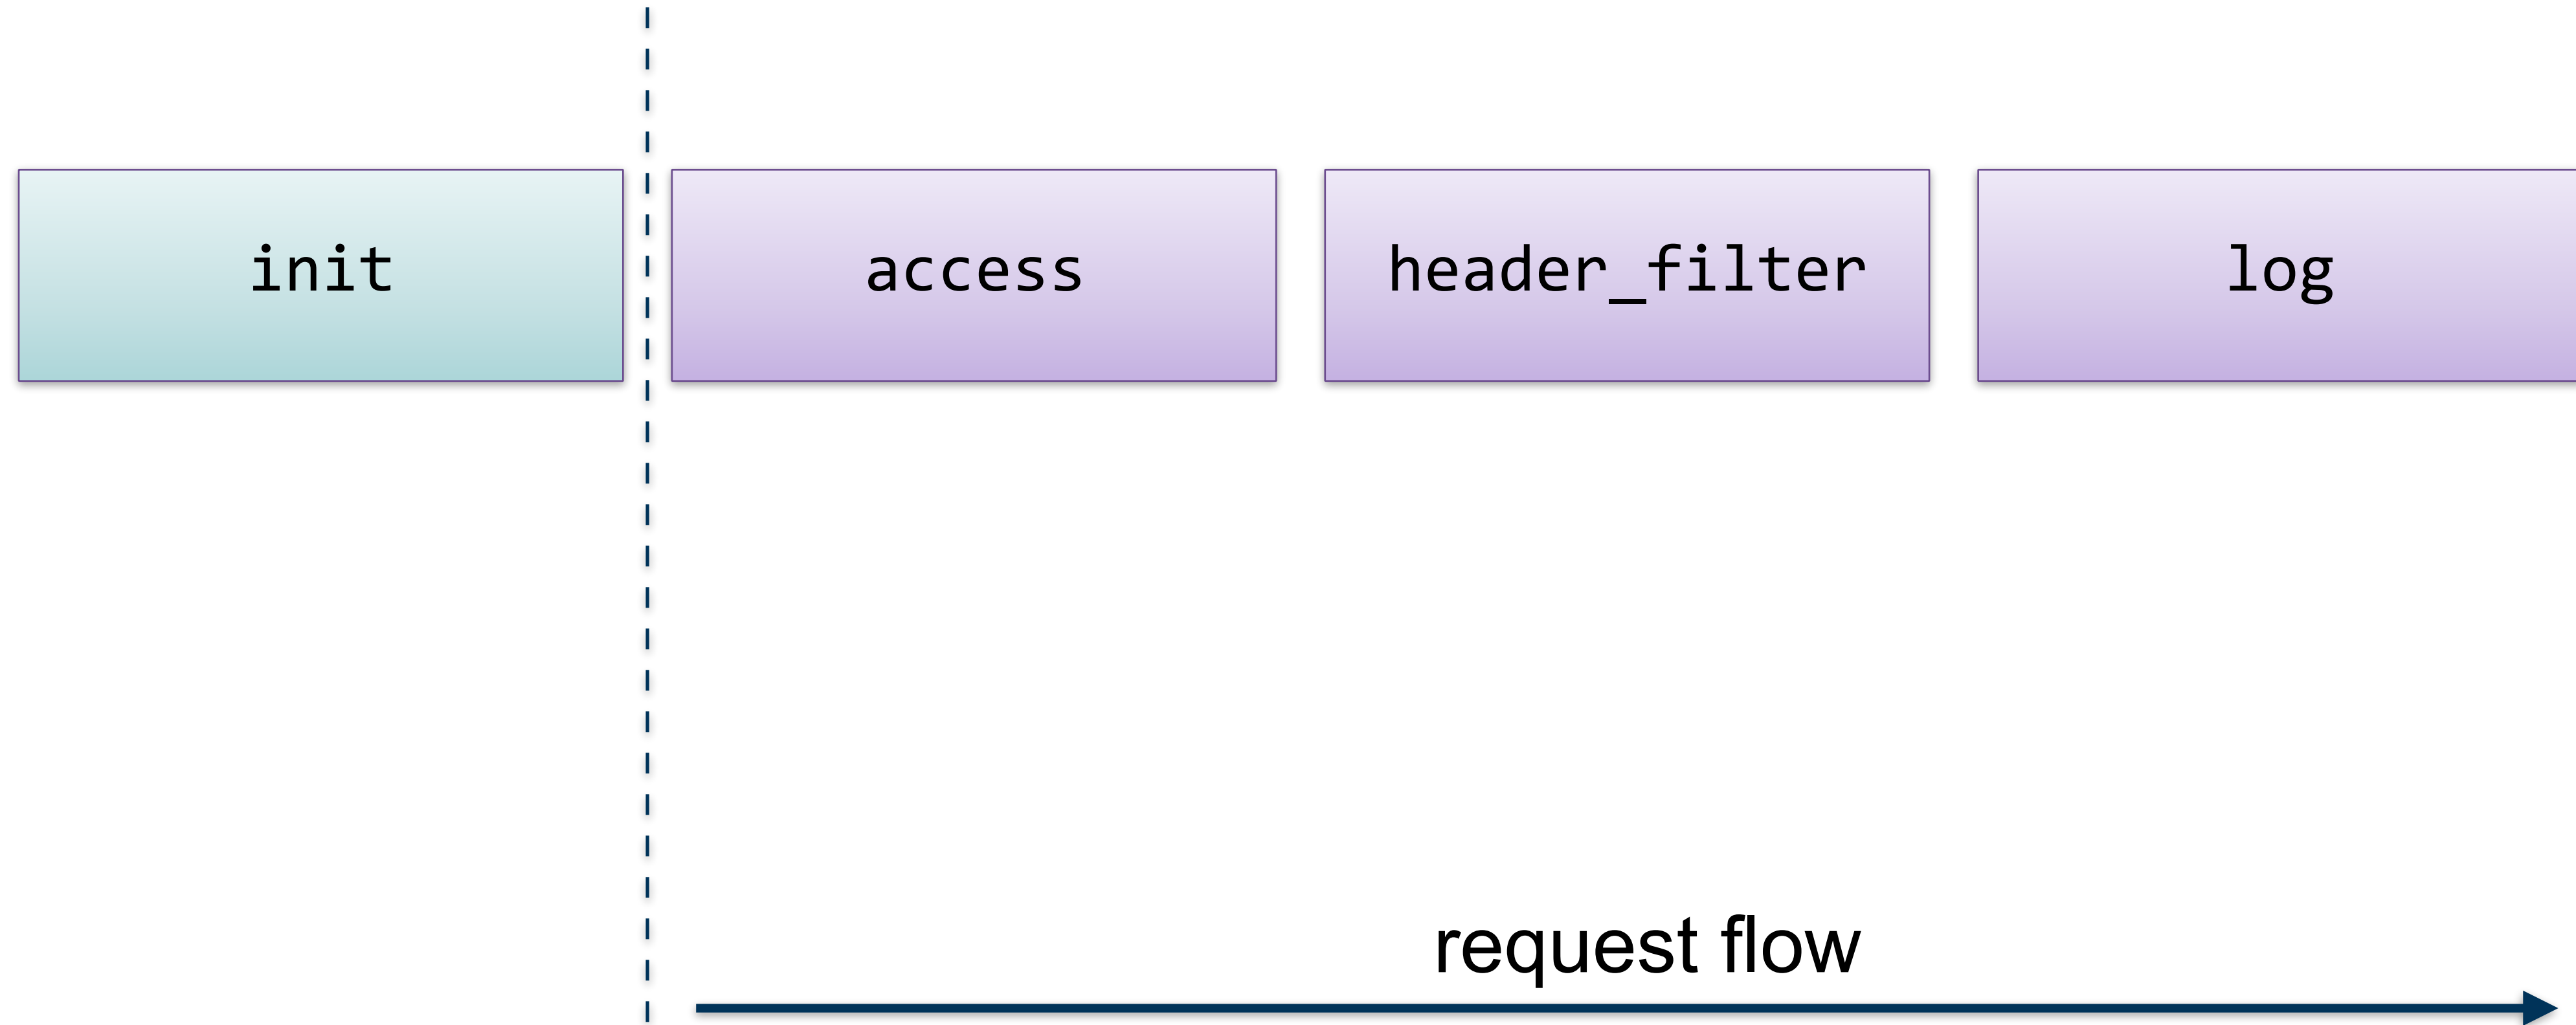 init
access
header_filter
log
request flow